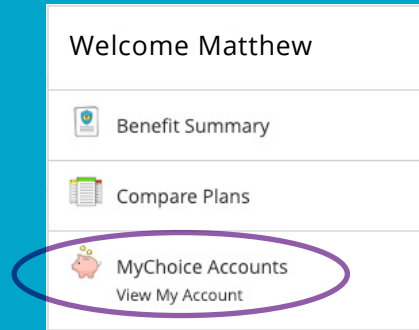 Welcome Matthew
Benefit Summary
Compare Plans
MyChoice Accounts
View My Account